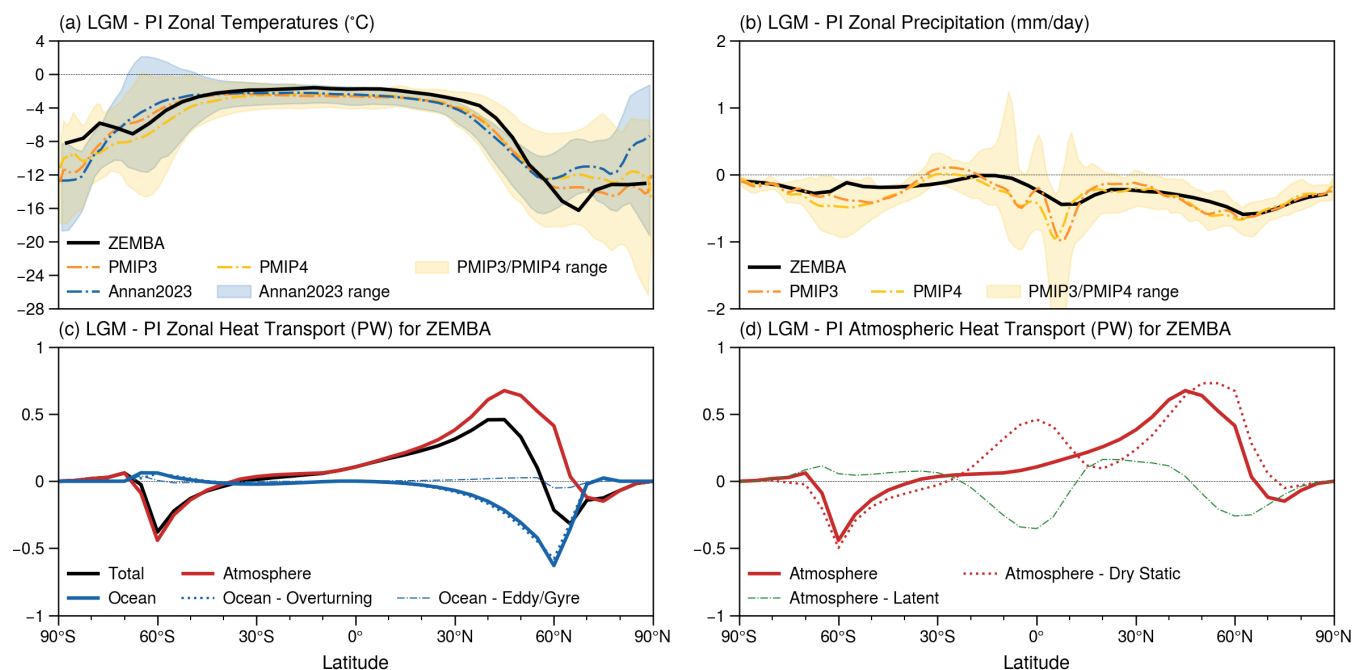 (a) LGM - PI Zonal Temperatures (°C)
4
0
−4
−8
−12
−16
−20
−24
−28
ZEMBA
PMIP3
PMIP4
PMIP3/PMIP4 range
Annan2023
Annan2023 range
(b) LGM - PI Zonal Precipitation (mm/day)
2
1
0
−1
−2
ZEMBA
PMIP3
PMIP4
PMIP3/PMIP4 range
(c) LGM - PI Zonal Heat Transport (PW) for ZEMBA
1
0.5
0
−0.5
−1
Total
Atmosphere
Ocean
Ocean - Overturning
Ocean - Eddy/Gyre
90°S 60°S 30°S 0° 30°N 60°N 90°N
Latitude
(d) LGM - PI Atmospheric Heat Transport (PW) for ZEMBA
1
0.5
0
−0.5
−1
Atmosphere
Atmosphere - Dry Static
Atmosphere - Latent
90°S 60°S 30°S 0° 30°N 60°N 90°N
Latitude